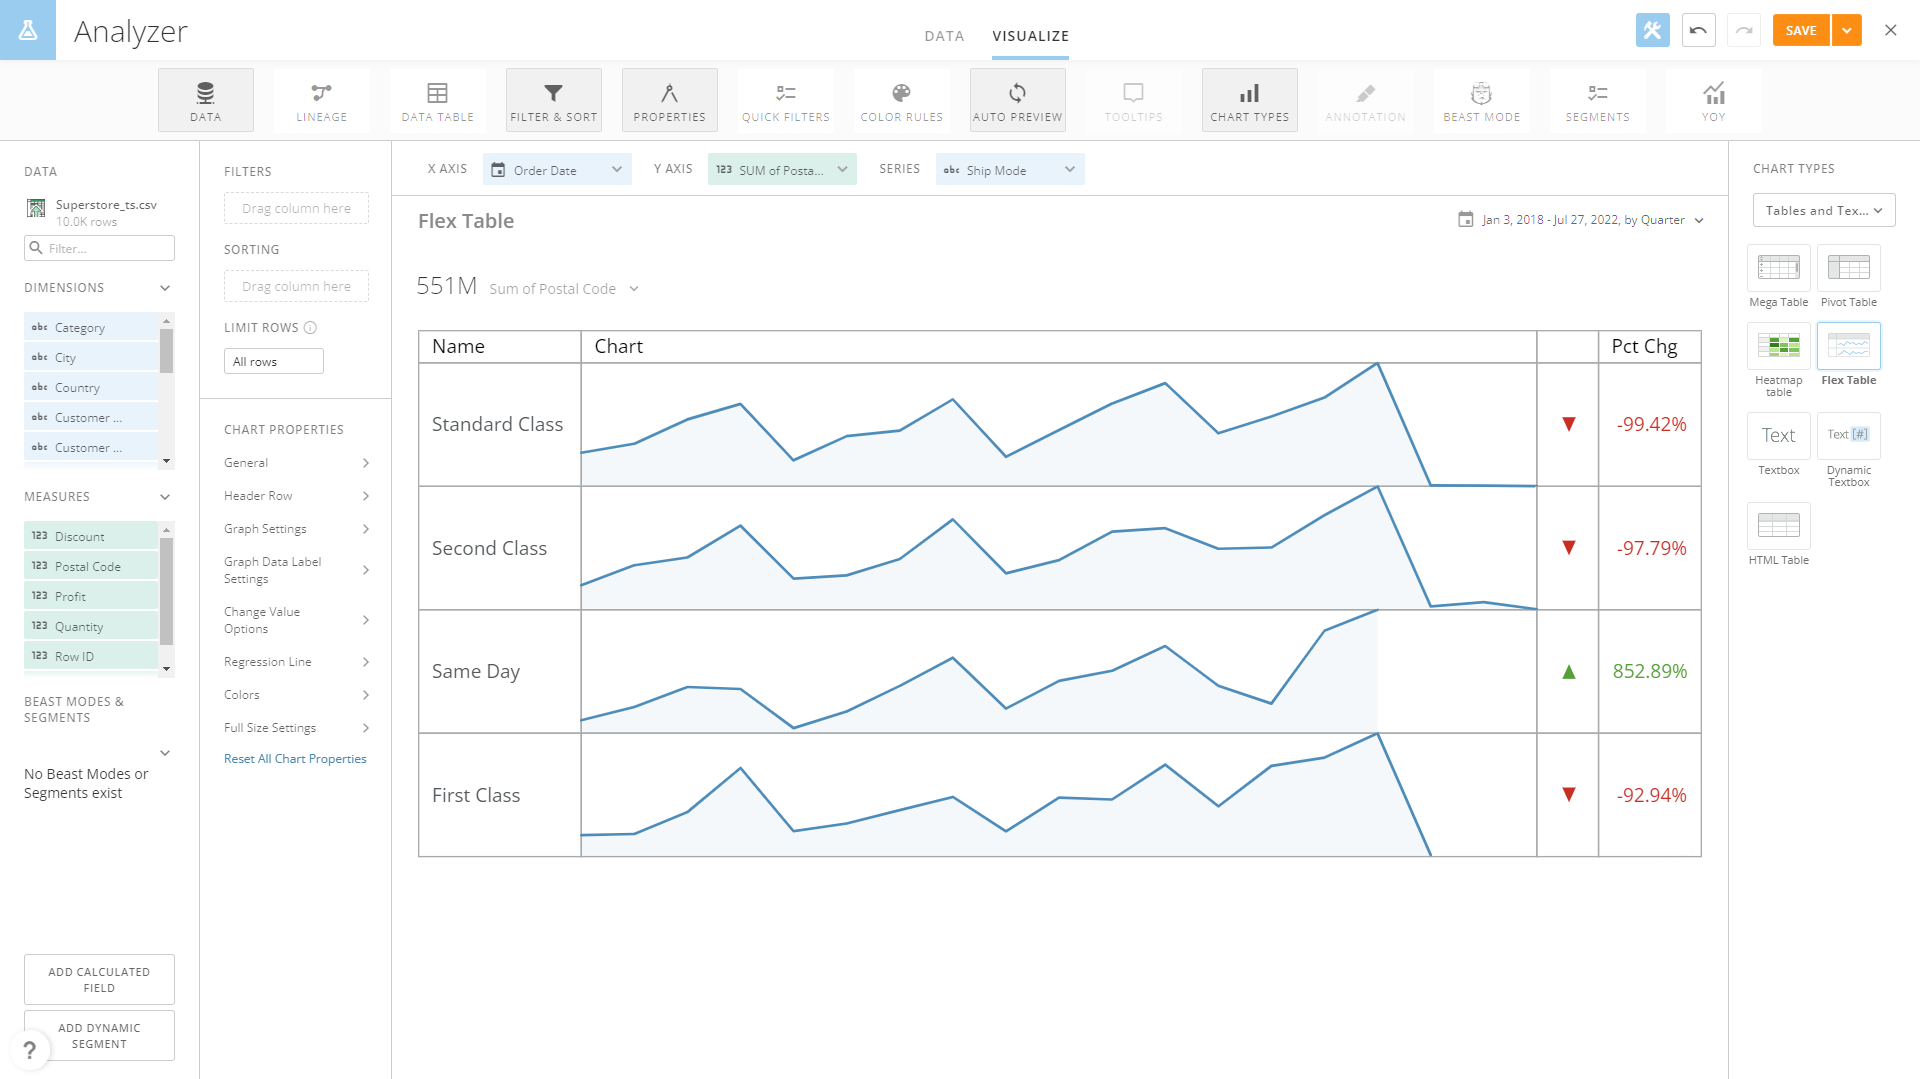 Analyzer
DATA
VISUALIZE
SAVE
DATA
LINEAGE
DATA TABLE
FILTER & SORT
PROPERTIES
QUICK FILTERS
COLOR RULES
AUTO PREVIEW
TOOLTIPS
CHART TYPES
ANNOTATION
BEAST MODE
SEGMENTS
YOY
DATA
Superstore_ts.csv
10.0K rows
Filter...
DIMENSIONS
abc Category
abc City
abc Country
abc Customer ...
abc Customer ...
MEASURES
123 Discount
123 Postal Code
123 Profit
123 Quantity
123 Row ID
BEAST MODES &
SEGMENTS
No Beast Modes or
Segments exist
ADD CALCULATED
FIELD
ADD DYNAMIC
SEGMENT
?
FILTERS
Drag column here
SORTING
Drag column here
LIMIT ROWS
All rows
CHART PROPERTIES
General
Header Row
Graph Settings
Graph Data Label
Settings
Change Value
Options
Regression Line
Colors
Full Size Settings
Reset All Chart Properties
X AXIS
Order Date
Y AXIS
123 SUM of Posta...
SERIES
abc Ship Mode
Flex Table
Jan 3, 2018 - Jul 27, 2022, by Quarter
551M Sum of Postal Code
Name
Chart
Pct Chg
Standard Class
-99.42%
Second Class
-97.79%
Same Day
852.89%
First Class
-92.94%
CHART TYPES
Tables and Tex...
Mega Table
Pivot Table
Heatmap
table
Flex Table
Text
Textbox
Text [#]
Dynamic
Textbox
HTML Table